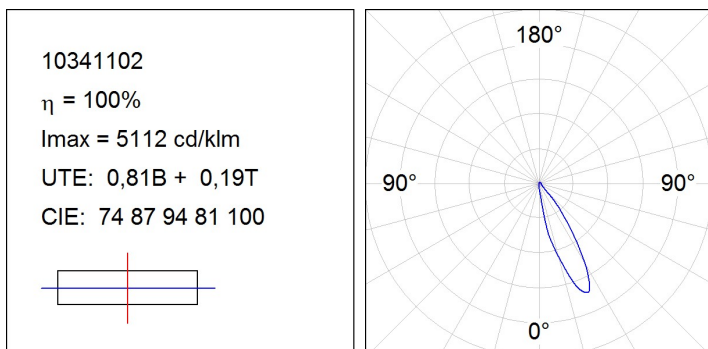 10341102
η = 100%
Imax = 5112 cd/klm
UTE: 0,81B + 0,19T
CIE: 74 87 94 81 100
180°
90° 90°
0°